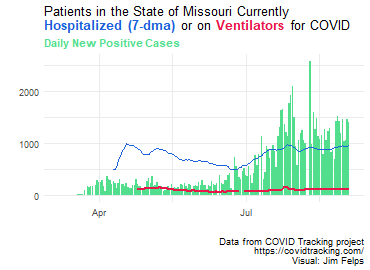 Patients in the State of Missouri Currently
Hospitalized (7-dma) or on Ventilators for COVID
Daily New Positive Cases
2000
1000
0
Apr
Jul
Data from COVID Tracking project
https://covidtracking.com/
Visual: Jim Felps